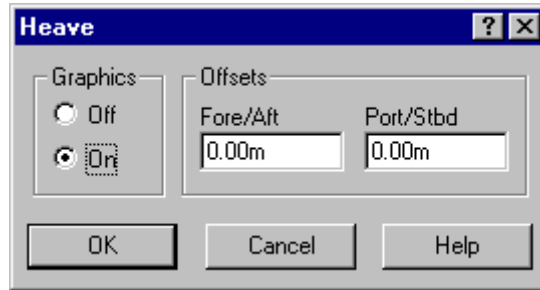 Heave ? X
Graphics Offsets
Off Fore/Aft Port/Stbd
On 0.00m 0.00m
OK Cancel Help